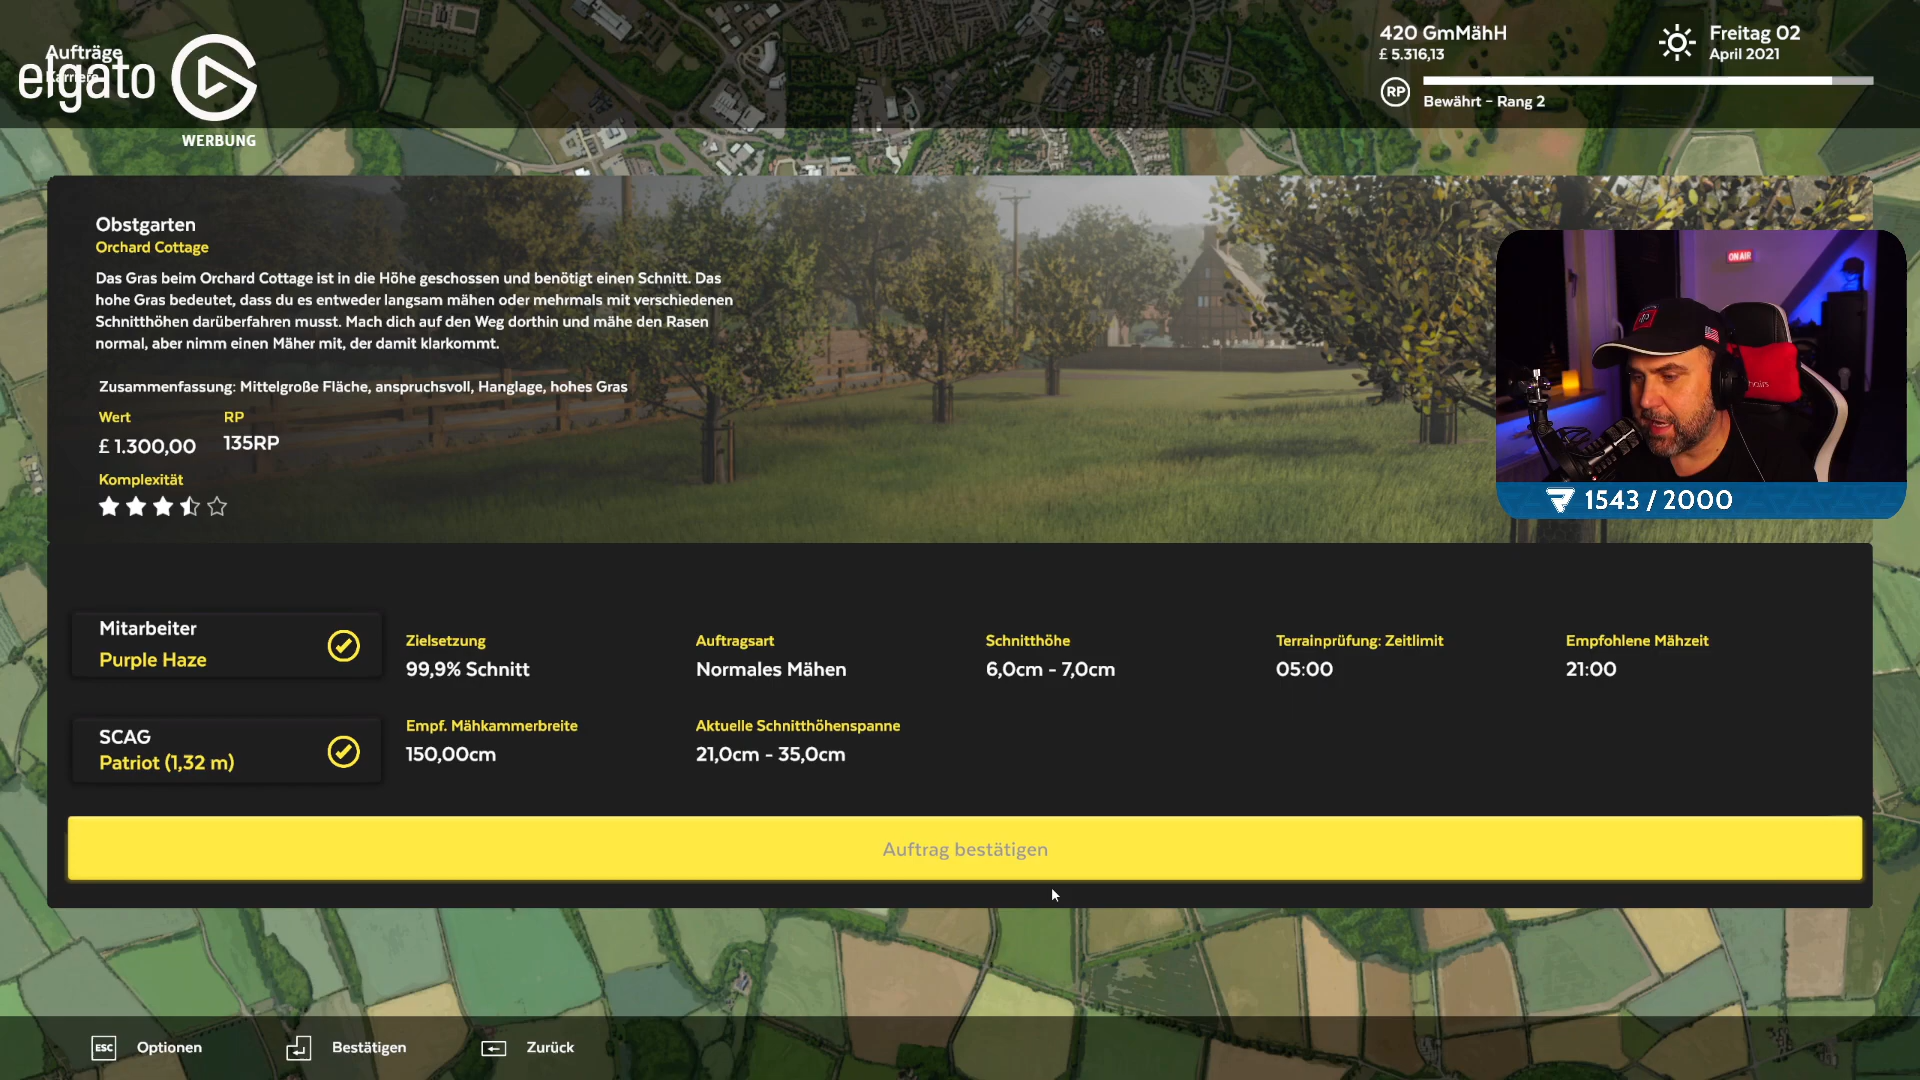 Aufträge
Karriere
elgato
WERBUNG
420 GmMähH
£ 5.316,13
RP
Bewährt - Rang 2
Freitag 02
April 2021
Obstgarten
Orchard Cottage
Das Gras beim Orchard Cottage ist in die Höhe geschossen und benötigt einen Schnitt. Das
hohe Gras bedeutet, dass du es entweder langsam mähen oder mehrmals mit verschiedenen
Schnitthöhen darüberfahren musst. Mach dich auf den Weg dorthin und mähe den Rasen
normal, aber nimm einen Mäher mit, der damit klarkommt.
Zusammenfassung: Mittelgroße Fläche, anspruchsvoll, Hanglage, hohes Gras
Wert
RP
£ 1.300,00
135RP
Komplexität
ON AIR
1543 / 2000
Mitarbeiter
Purple Haze
Zielsetzung
99,9% Schnitt
Auftragsart
Normales Mähen
Schnitthöhe
6,0cm - 7,0cm
Terrainprüfung: Zeitlimit
05:00
Empfohlene Mähzeit
21:00
SCAG
Patriot (1,32 m)
Empf. Mähkammerbreite
150,00cm
Aktuelle Schnitthöhenspanne
21,0cm - 35,0cm
Auftrag bestätigen
ESC Optionen
Bestätigen
Zurück